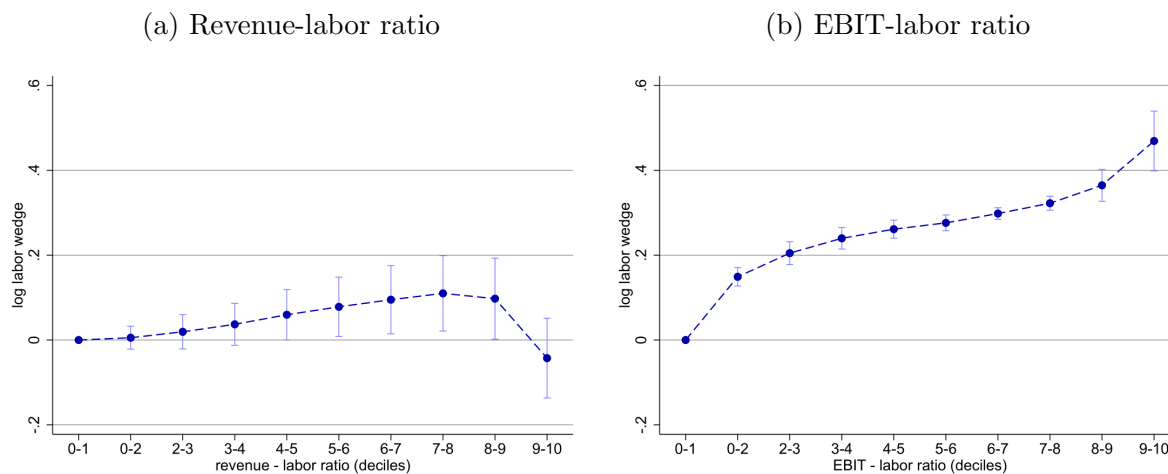 (a) Revenue-labor ratio
.6
.4
.2
0
-.2
log labor wedge
0-1 0-2 2-3 3-4 4-5 5-6 6-7 7-8 8-9 9-10
revenue - labor ratio (deciles)
(b) EBIT-labor ratio
.6
.4
.2
0
-.2
log labor wedge
0-1 0-2 2-3 3-4 4-5 5-6 6-7 7-8 8-9 9-10
EBIT - labor ratio (deciles)